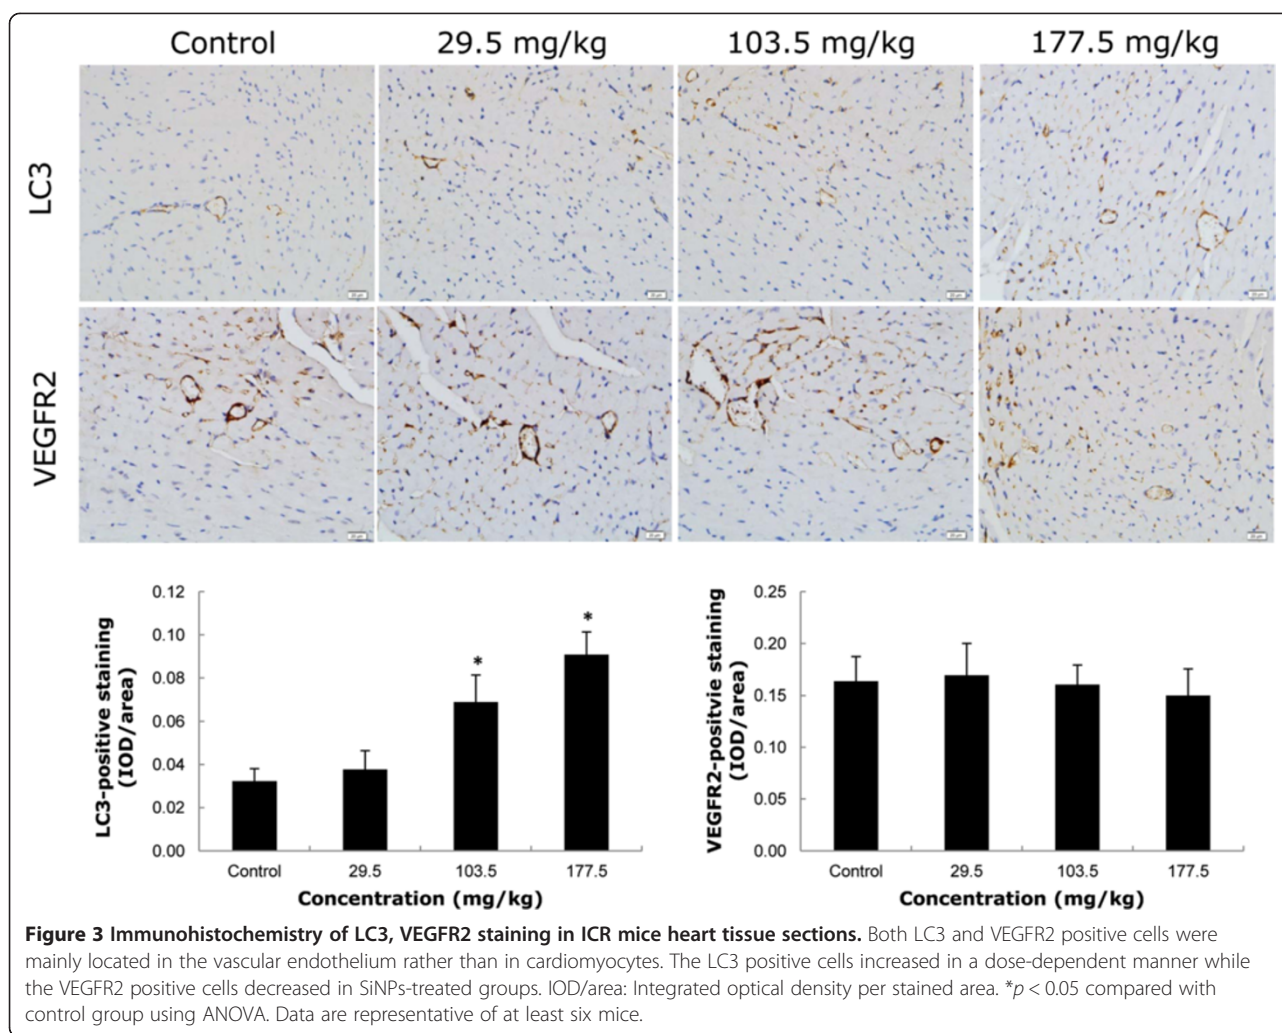 Control 29.5 mg/kg 103.5 mg/kg 177.5 mg/kg
LC3
VEGFR2
LC3-positive staining
(IOD/area)
0.12
0.10
0.08
0.06
0.04
0.02
0.00
*
*
Control 29.5 103.5 177.5
Concentration (mg/kg)
VEGFR2-positvie staining
(IOD/area)
0.25
0.20
0.15
0.10
0.05
0.00
Control 29.5 103.5 177.5
Concentration (mg/kg)
Figure 3 Immunohistochemistry of LC3, VEGFR2 staining in ICR mice heart tissue sections. Both LC3 and VEGFR2 positive cells were
mainly located in the vascular endothelium rather than in cardiomyocytes. The LC3 positive cells increased in a dose-dependent manner while
the VEGFR2 positive cells decreased in SiNPs-treated groups. IOD/area: Integrated optical density per stained area. *p < 0.05 compared with
control group using ANOVA. Data are representative of at least six mice.